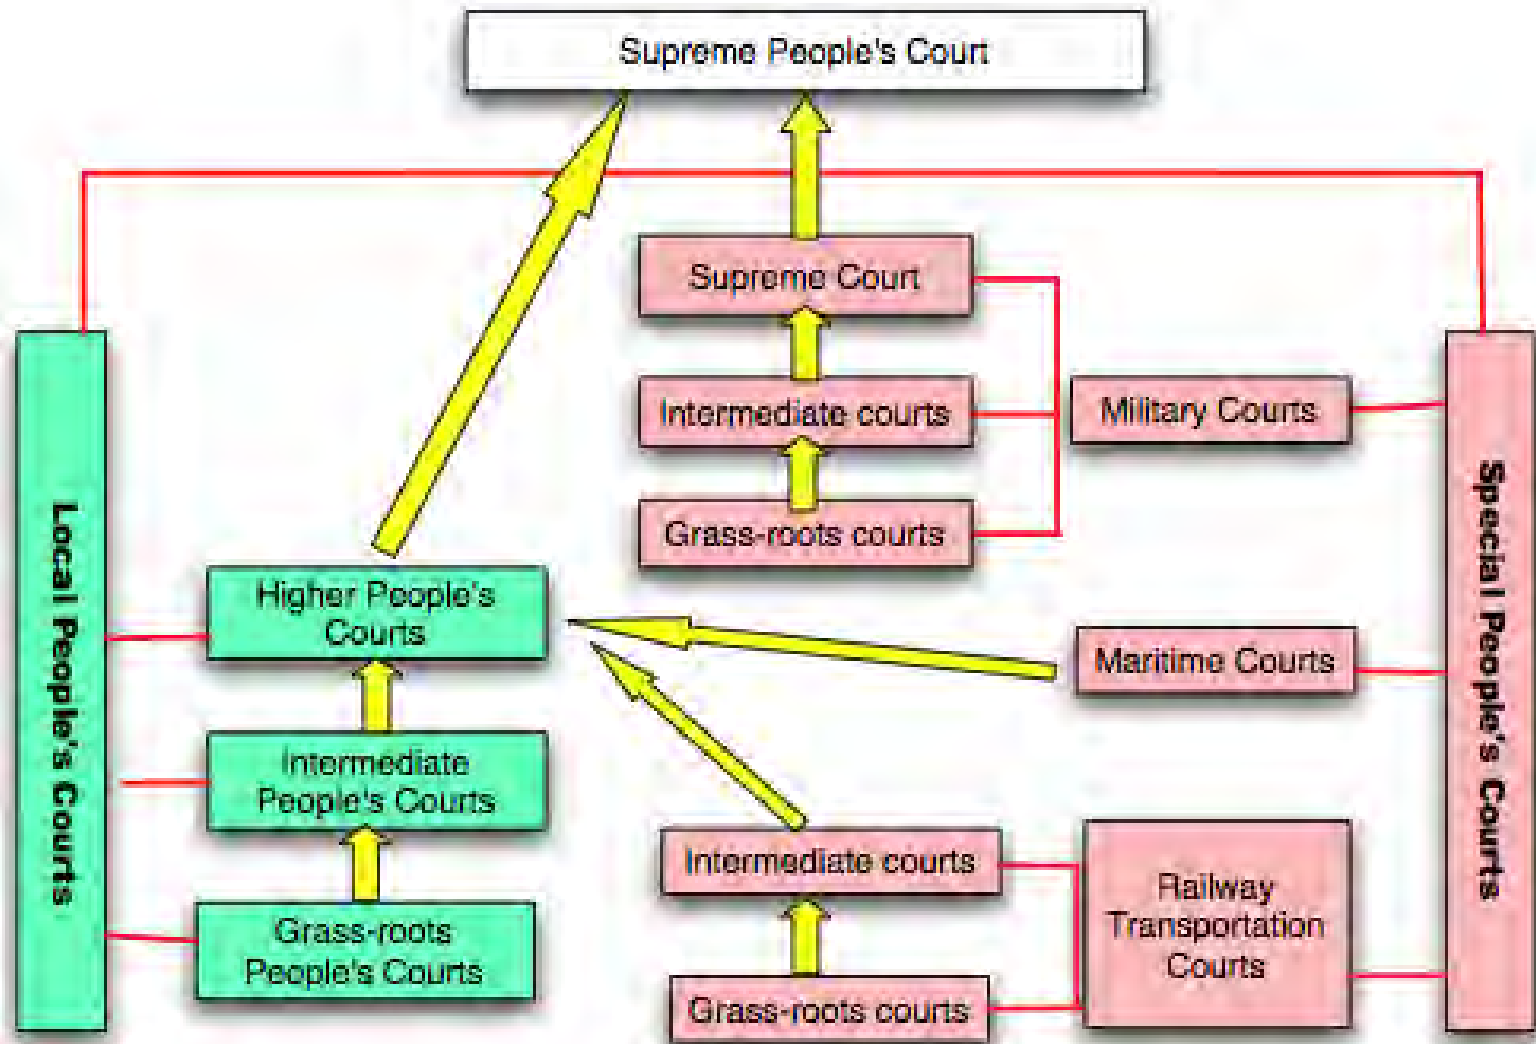 Supreme People's Court
Supreme Court
Intermediate courts
Military Courts
Grass-roots courts
Local People's Courts
Special People's Courts
Higher People's
Courts
Maritime Courts
Intermediate
People's Courts
Intermediate courts
Railway
Transportation
Courts
Grass-roots
People's Courts
Grass-roots courts